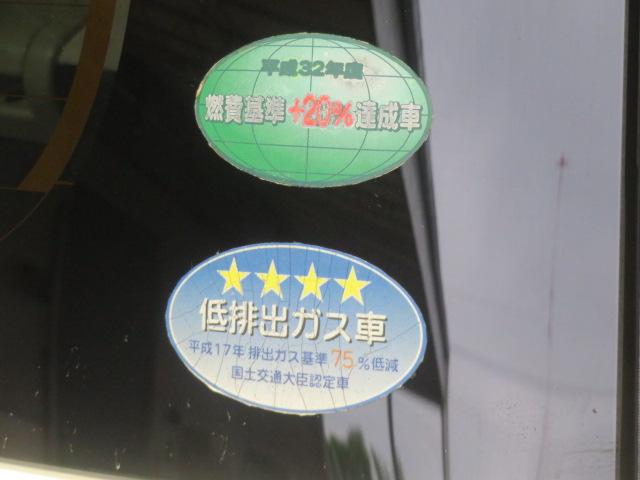 平成32年度
燃費基準+20%達成車
低排出ガス車
平成17年 排出ガス基準 75%低減
国土交通大臣認定車